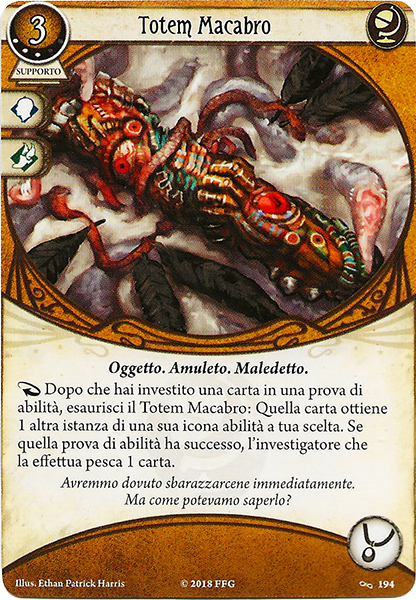 3
Totem Macabro
SUPPORTO
Oggetto. Amuleto. Maledetto.
Dopo che hai investito una carta in una prova di
abilità, esaurisci il Totem Macabro: Quella carta ottiene
1 altra istanza di una sua icona abilità a tua scelta. Se
quella prova di abilità ha successo, l'investigatore che
la effettua pesca 1 carta.
Avremmo dovuto sbarazzarcene immediatamente.
Ma come potevamo saperlo?
Illus. Ethan Patrick Harris © 2018 FFG 194